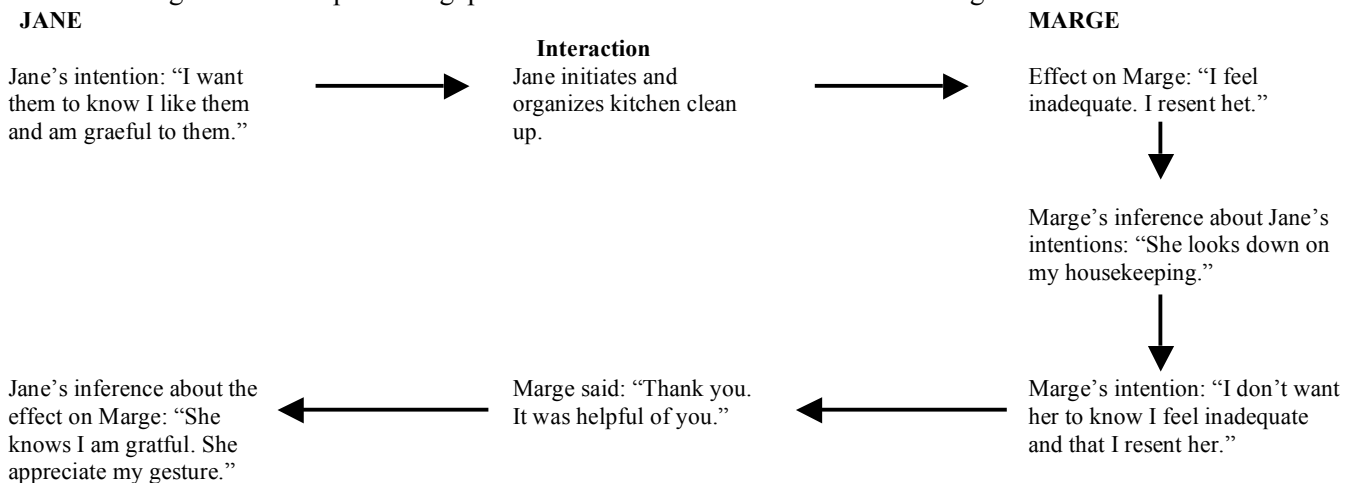 JANE
Jane’s intention: “I want
them to know I like them
and am graeful to them.”
Interaction
Jane initiates and
organizes kitchen clean
up.
MARGE
Effect on Marge: “I feel
inadequate. I resent het.”
Marge’s inference about Jane’s
intentions: “She looks down on
my housekeeping.”
Marge’s intention: “I don’t want
her to know I feel inadequate
and that I resent her.”
Marge said: “Thank you.
It was helpful of you.”
Jane’s inference about the
effect on Marge: “She
knows I am gratful. She
appreciate my gesture.”